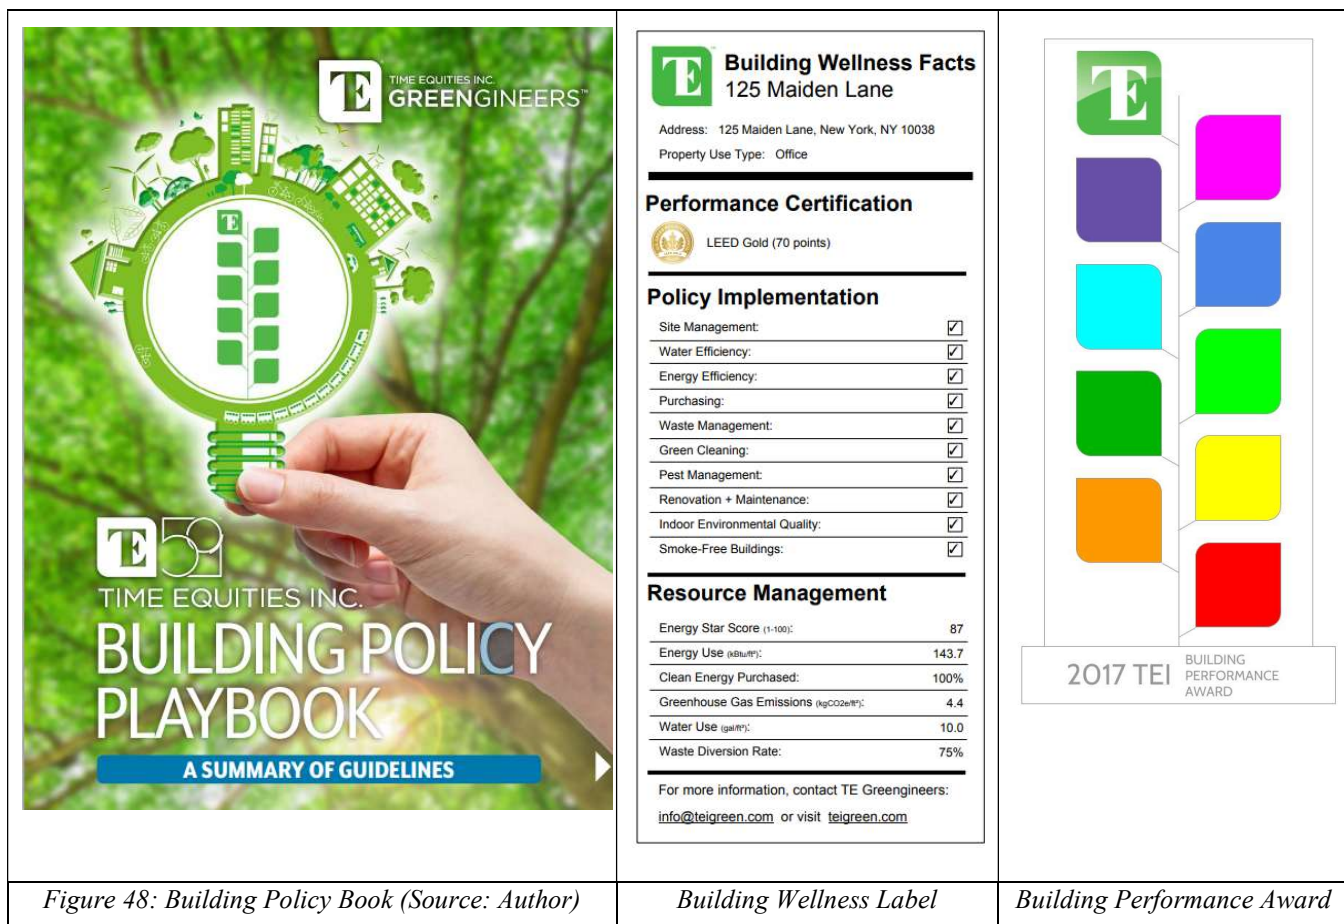 TE
TIME EQUITIES INC.
GREENGINEERS™
TE
TE 50
TIME EQUITIES INC.
BUILDING POLICY
PLAYBOOK
A SUMMARY OF GUIDELINES
Figure 48: Building Policy Book (Source: Author)
TE
Building Wellness Facts
125 Maiden Lane
Address: 125 Maiden Lane, New York, NY 10038
Property Use Type: Office
Performance Certification
LEED Gold (70 points)
Policy Implementation
Site Management: ✓
Water Efficiency: ✓
Energy Efficiency: ✓
Purchasing: ✓
Waste Management: ✓
Green Cleaning: ✓
Pest Management: ✓
Renovation + Maintenance: ✓
Indoor Environmental Quality: ✓
Smoke-Free Buildings: ✓
Resource Management
Energy Star Score (1-100): 87
Energy Use (kBtu/ft²): 143.7
Clean Energy Purchased: 100%
Greenhouse Gas Emissions (kgCO2e/ft²): 4.4
Water Use (gal/ft²): 10.0
Waste Diversion Rate: 75%
For more information, contact TE Greengineers:
info@teigreen.com or visit teigreen.com
Building Wellness Label
TE
2017 TEI
BUILDING
PERFORMANCE
AWARD
Building Performance Award